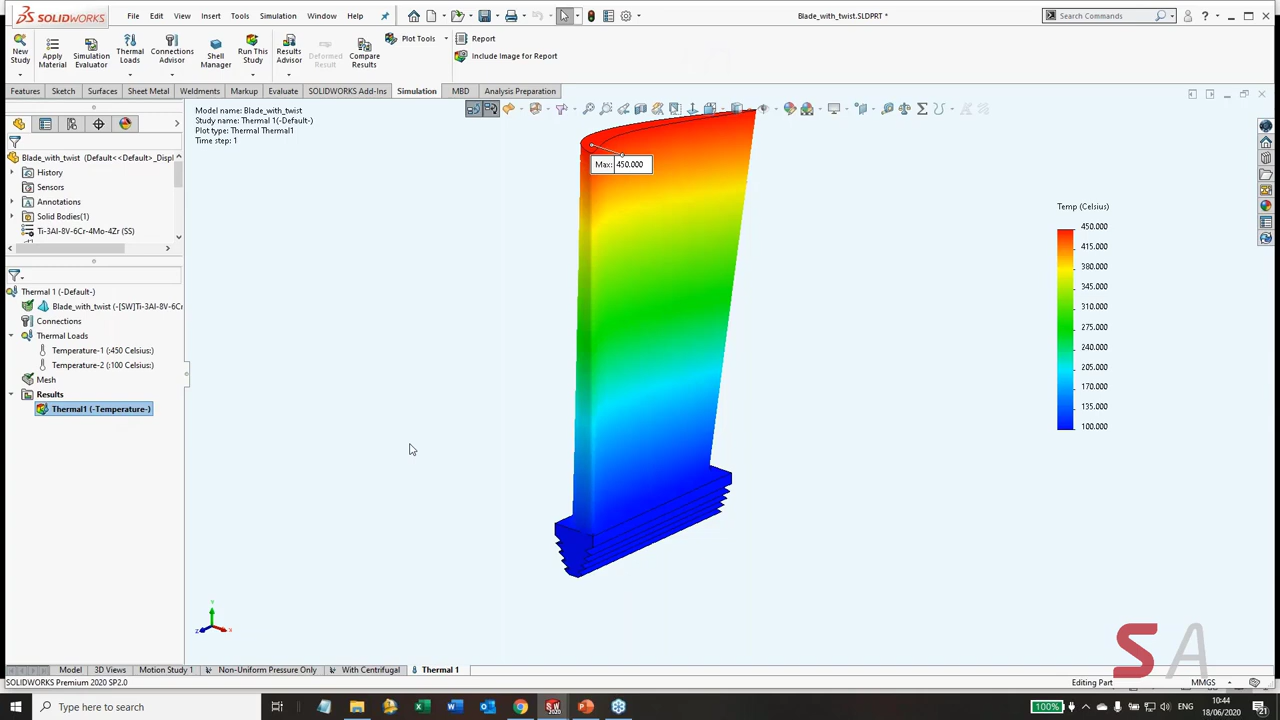 SOLIDWORKS File Edit View Insert Tools Simulation Window Help Blade_with_twist.SLDPRT * Search Commands
New Study
Apply Material
Simulation Evaluator
Thermal Loads
Connections Advisor
Shell Manager
Run This Study
Results Advisor
Deformed Result
Compare Results
Plot Tools
Report
Include Image for Report
Features Sketch Surfaces Sheet Metal Weldments Markup Evaluate SOLIDWORKS Add-Ins Simulation MBD Analysis Preparation
Model name: Blade_with_twist
Study name: Thermal 1(-Default-)
Plot type: Thermal Thermal1
Time step: 1
Blade_with_twist (Default<<Default>_Displ
History
Sensors
Annotations
Solid Bodies(1)
Ti-3Al-8V-6Cr-4Mo-4Zr (SS)
Thermal 1 (-Default-)
Blade_with_twist (-[SW]Ti-3Al-8V-6Cr
Connections
Thermal Loads
Temperature-1 (:450 Celsius:)
Temperature-2 (:100 Celsius:)
Mesh
Results
Thermal1 (-Temperature-)
Max: 450.000
Temp (Celsius)
450.000
415.000
380.000
345.000
310.000
275.000
240.000
205.000
170.000
135.000
100.000
Y
Z X
SA
Model 3D Views Motion Study 1 Non-Uniform Pressure Only With Centrifugal Thermal 1
SOLIDWORKS Premium 2020 SP2.0 Editing Part MMGS
Type here to search
100%
ENG
10:44
18/06/2020
21